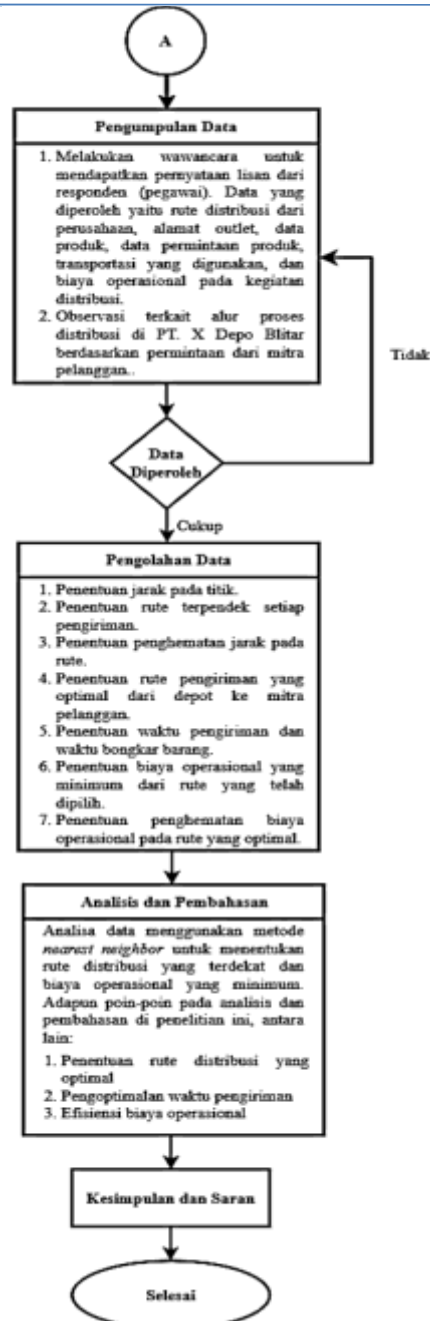 A
Pengumpulan Data
1. Melakukan wawancara untuk
mendapatkan pernyataan lisan dari
responden (pegawai). Data yang
diperoleh yaitu rute distribusi dari
perusahaan, alamat outlet, data
produk, data permintaan produk,
transportasi yang digunakan, dan
biaya operasional pada kegiatan
distribusi.
2. Observasi terkait alur proses
distribusi di PT. X Depo Blitar
berdasarkan permintaan dari mitra
pelanggan..
Tidak
Data
Diperoleh
Cukup
Pengolahan Data
1. Penentuan jarak pada titik.
2. Penentuan rute terpendek setiap
pengiriman.
3. Penentuan penghematan jarak pada
rute.
4. Penentuan rute pengiriman yang
optimal dari depot ke mitra
pelanggan.
5. Penentuan waktu pengiriman dan
waktu bongkar barang.
6. Penentuan biaya operasional yang
minimum dari rute yang telah
dipilih.
7. Penentuan penghematan biaya
operasional pada rute yang optimal.
Analisis dan Pembahasan
Analisa data menggunakan metode
nearest neighbor untuk menentukan
rute distribusi yang terdekat dan
biaya operasional yang minimum.
Adapun poin-poin pada analisis dan
pembahasan di penelitian ini, antara
lain:
1. Penentuan rute distribusi yang
optimal
2. Pengoptimalan waktu pengiriman
3. Efisiensi biaya operasional
Kesimpulan dan Saran
Selesai